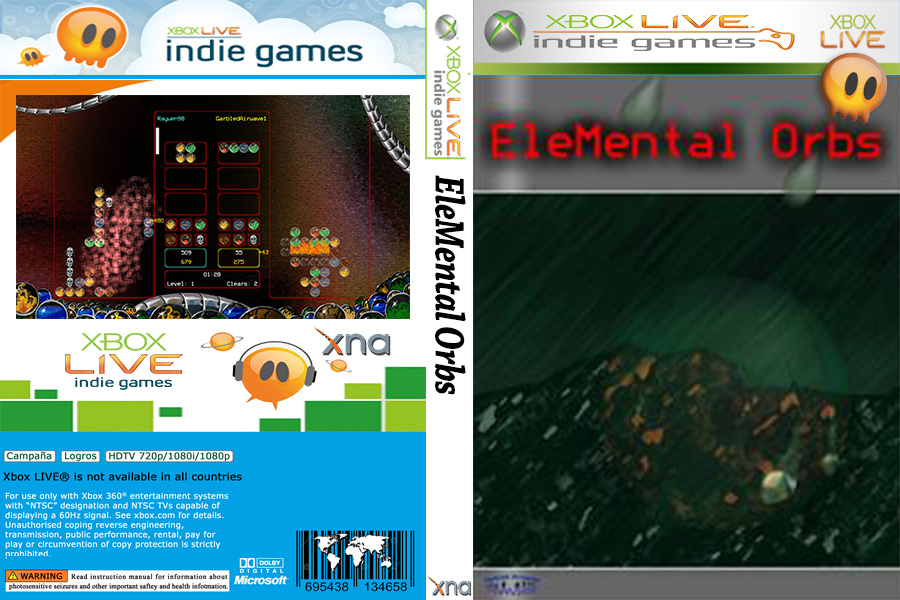 XBOX LIVE
indie games
Rayven98 GarbledAirwave1
+480
509 55
679 275
+43
01:28
Level: 1 Clears: 2
XBOX
LIVE
indie games
xna
Campaña Logros HDTV 720p/1080i/1080p
Xbox LIVE® is not available in all countries
For use only with Xbox 360® entertainment systems
with “NTSC” designation and NTSC TVs capable of
displaying a 60Hz signal. See xbox.com for details.
Unauthorised coping reverse engineering,
transmission, public performance, rental, pay for
play or circumvention of copy protection is strictly
prohibited.
WARNING Read instruction manual for information about
photosensitive seizures and other important saftey and health infotmation.
DOLBY
DIGITAL
Microsoft®
695438 134658
XBOX LIVE
indie games
EleMental Orbs
xna
XBOX LIVE
indie games
XBOX
LIVE
EleMental Orbs